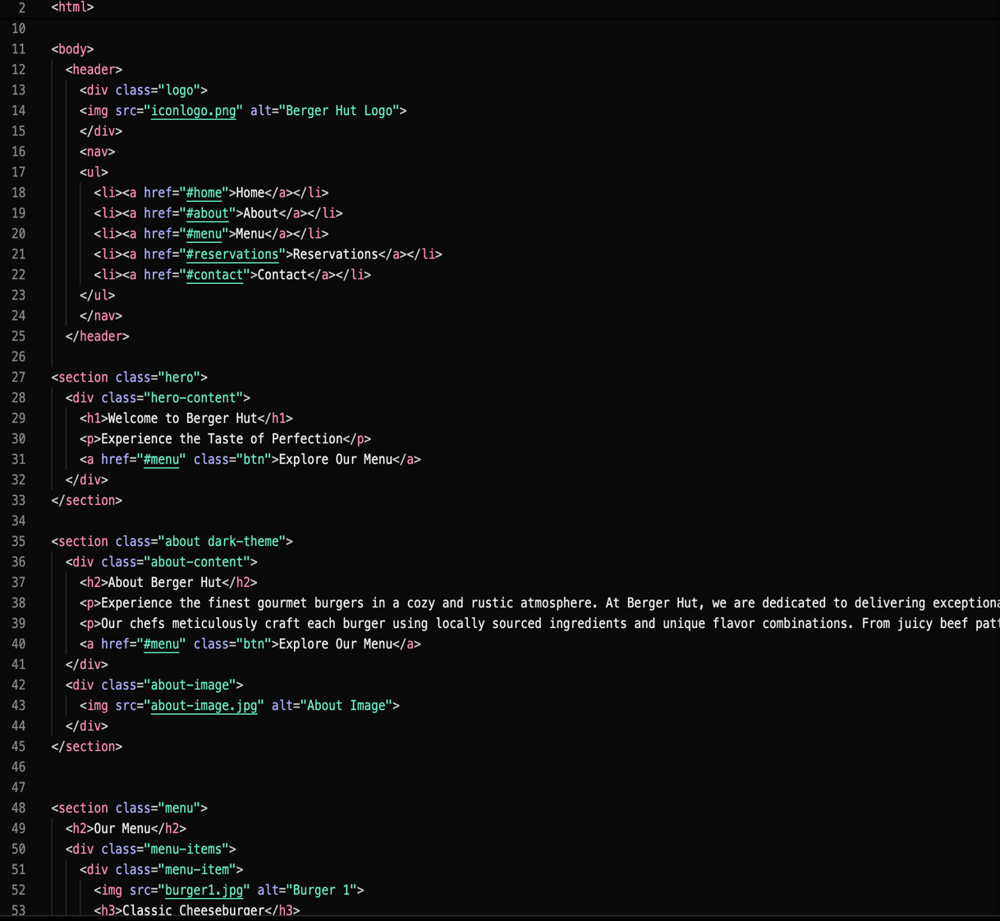 2 <html>
10
11 <body>
12 <header>
13 <div class="logo">
14 <img src="iconlogo.png" alt="Berger Hut Logo">
15 </div>
16 <nav>
17 <ul>
18 <li><a href="#home">Home</a></li>
19 <li><a href="#about">About</a></li>
20 <li><a href="#menu">Menu</a></li>
21 <li><a href="#reservations">Reservations</a></li>
22 <li><a href="#contact">Contact</a></li>
23 </ul>
24 </nav>
25 </header>
26
27 <section class="hero">
28 <div class="hero-content">
29 <h1>Welcome to Berger Hut</h1>
30 <p>Experience the Taste of Perfection</p>
31 <a href="#menu" class="btn">Explore Our Menu</a>
32 </div>
33 </section>
34
35 <section class="about dark-theme">
36 <div class="about-content">
37 <h2>About Berger Hut</h2>
38 <p>Experience the finest gourmet burgers in a cozy and rustic atmosphere. At Berger Hut, we are dedicated to delivering exceptiona
39 <p>Our chefs meticulously craft each burger using locally sourced ingredients and unique flavor combinations. From juicy beef patt
40 <a href="#menu" class="btn">Explore Our Menu</a>
41 </div>
42 <div class="about-image">
43 <img src="about-image.jpg" alt="About Image">
44 </div>
45 </section>
46
47
48 <section class="menu">
49 <h2>Our Menu</h2>
50 <div class="menu-items">
51 <div class="menu-item">
52 <img src="burger1.jpg" alt="Burger 1">
53 <h3>Classic Cheeseburger</h3>